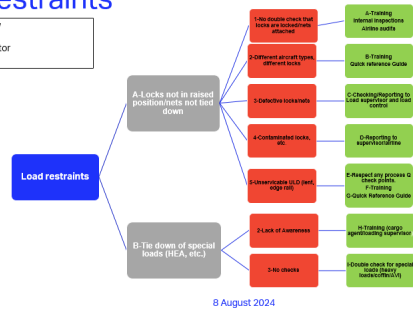 estraints
tor
1-No double check that
locks are locked/nets
attached
A-Training
Internal Inspections
Airline audits
2-Different aircraft types,
different locks
B-Training
Quick reference Guide
A-Locks not in raised
position/nets not tied
down
3-Defective locks/nets
C-Checking/Reporting to
Load supervisor and load
control
4-Contaminated locks,
etc
D-Reporting to
supervisor/airline
Load restraints
5-Unserviceable ULD (dent,
edge rail)
E-Respect any process Q
check points.
F-Training
G-Quick Reference Guide
B-Tie down of special
loads (HEA, etc.)
2-Lack of Awareness
H-Training (cargo
agent/loading supervisor
3-No checks
I-Double check for special
loads (heavy
loads/coffin/AVI)
8 August 2024